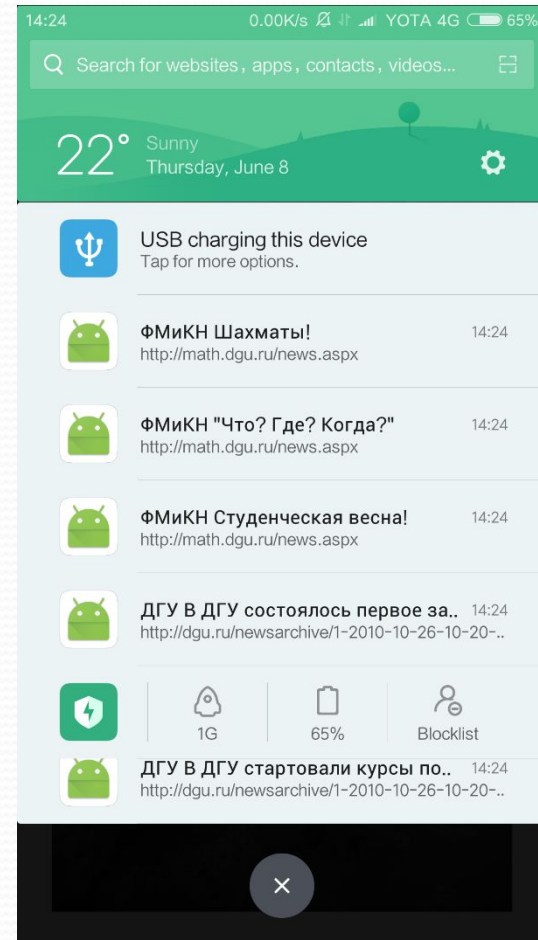 14:24 0.00K/s YOTA 4G 65%
Search for websites, apps, contacts, videos...
22° Sunny
Thursday, June 8
USB charging this device
Tap for more options.
ФМиКН Шахматы! 14:24
http://math.dgu.ru/news.aspx
ФМиКН "Что? Где? Когда?" 14:24
http://math.dgu.ru/news.aspx
ФМиКН Студенческая весна! 14:24
http://math.dgu.ru/news.aspx
ДГУ В ДГУ состоялось первое за.. 14:24
http://dgu.ru/newsarchive/1-2010-10-26-10-20-..
1G 65% Blocklist
ДГУ В ДГУ стартовали курсы по.. 14:24
http://dgu.ru/newsarchive/1-2010-10-26-10-20-..